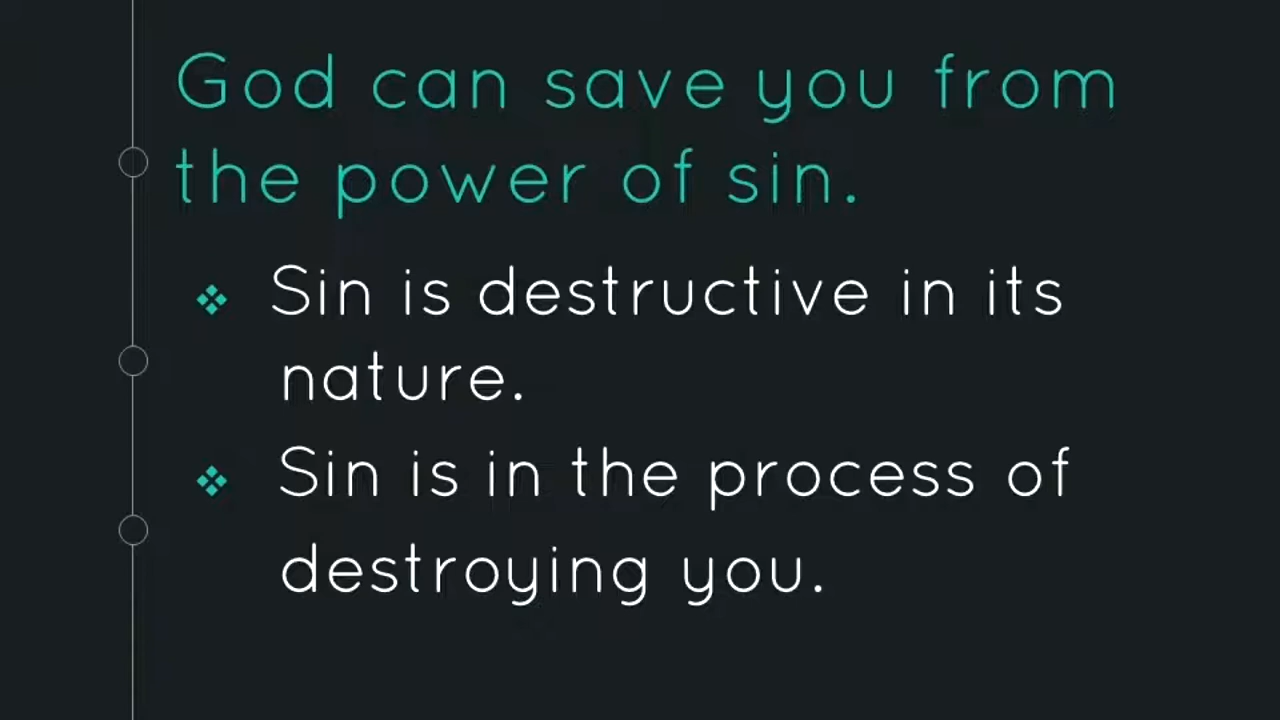 God can save you from
the power of sin.
❖ Sin is destructive in its
nature.
❖ Sin is in the process of
destroying you.